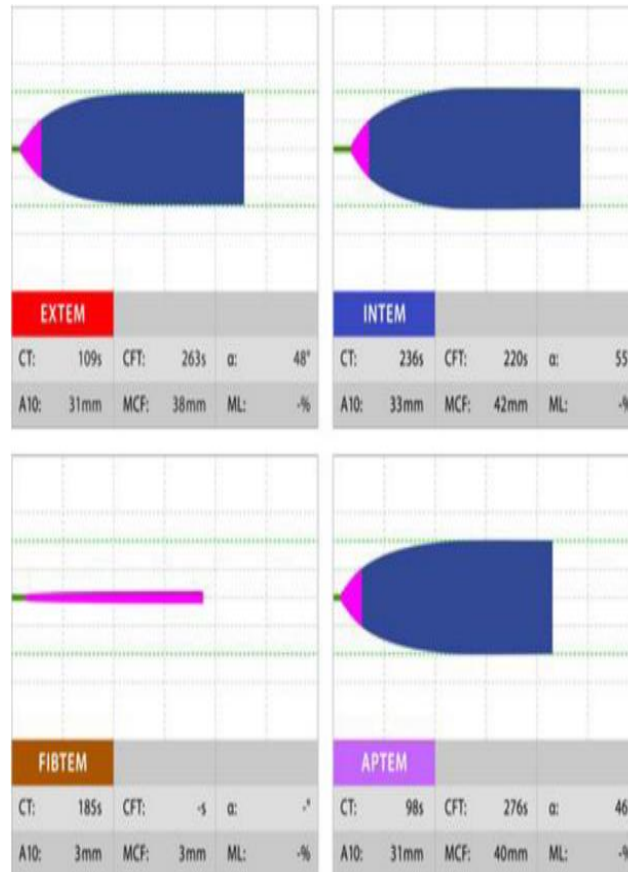 EXTEM
CT: 109s CFT: 263s α: 48°
A10: 31mm MCF: 38mm ML: -%
INTEM
CT: 236s CFT: 220s α: 55
A10: 33mm MCF: 42mm ML: -%
FIBTEM
CT: 185s CFT: -s α: -°
A10: 3mm MCF: 3mm ML: -%
APTEM
CT: 98s CFT: 276s α: 46
A10: 31mm MCF: 40mm ML: -%